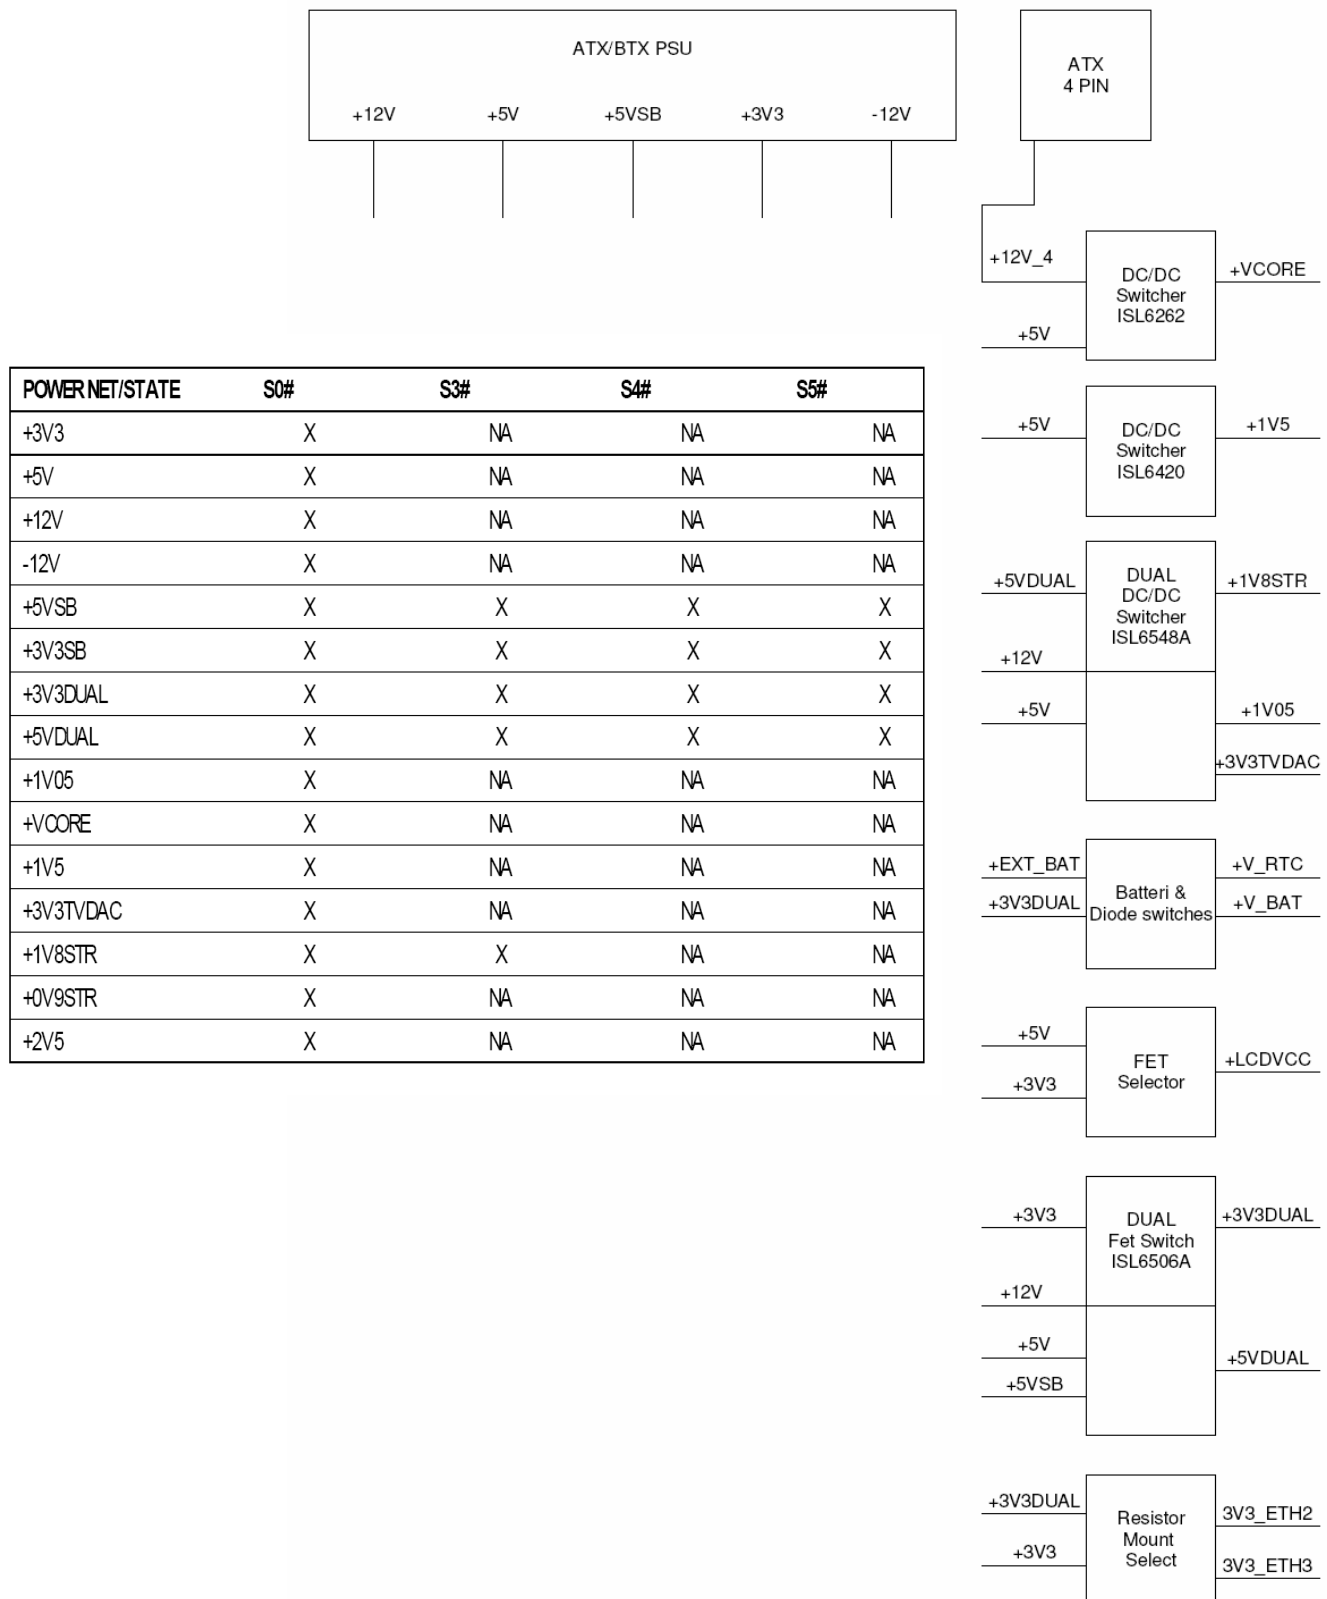 ATX/BTX PSU
+12V +5V +5VSB +3V3 -12V
ATX
4 PIN
+12V_4
+5V
DC/DC
Switcher
ISL6262
+VCORE
POWER NET/STATE S0# S3# S4# S5#
+3V3 X NA NA NA
+5V X NA NA NA
+12V X NA NA NA
-12V X NA NA NA
+5VSB X X X X
+3V3SB X X X X
+3V3DUAL X X X X
+5VDUAL X X X X
+1V05 X NA NA NA
+VCORE X NA NA NA
+1V5 X NA NA NA
+3V3TVDAC X NA NA NA
+1V8STR X X NA NA
+0V9STR X NA NA NA
+2V5 X NA NA NA
+5V
DC/DC
Switcher
ISL6420
+1V5
+5VDUAL
+12V
+5V
DUAL
DC/DC
Switcher
ISL6548A
+1V8STR
+1V05
+3V3TVDAC
+EXT_BAT
+3V3DUAL
Batteri &
Diode switches
+V_RTC
+V_BAT
+5V
+3V3
FET
Selector
+LCDVCC
+3V3
+12V
+5V
+5VSB
DUAL
Fet Switch
ISL6506A
+3V3DUAL
+5VDUAL
+3V3DUAL
+3V3
Resistor
Mount
Select
3V3_ETH2
3V3_ETH3